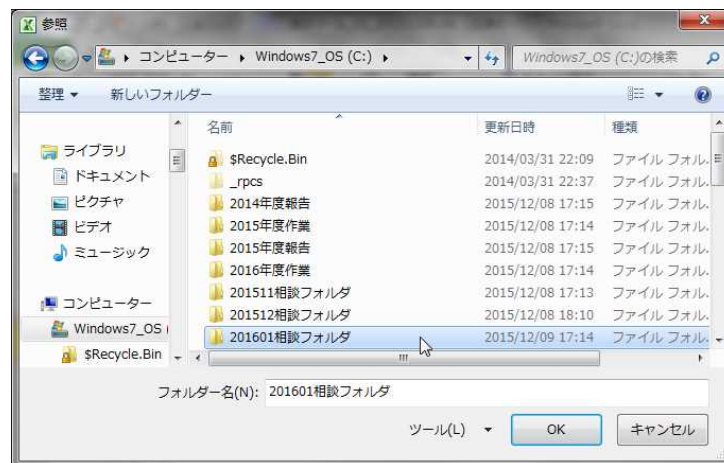 参照
コンピューター ▸ Windows7_OS (C:) ▸
Windows7_OS (C:)の検索
整理 ▼ 新しいフォルダー
名前 更新日時 種類
ライブラリ
ドキュメント
ピクチャ
ビデオ
ミュージック
コンピューター
Windows7_OS (
$Recycle.Bin
$Recycle.Bin 2014/03/31 22:09 ファイル フォル.
_rpcs 2014/03/31 22:37 ファイル フォル.
2014年度報告 2015/12/08 17:15 ファイル フォル.
2015年度作業 2015/12/08 17:14 ファイル フォル.
2015年度報告 2015/12/08 17:15 ファイル フォル.
2016年度作業 2015/12/08 17:14 ファイル フォル.
201511相談フォルダ 2015/12/08 17:13 ファイル フォル.
201512相談フォルダ 2015/12/08 18:10 ファイル フォル.
201601相談フォルダ 2015/12/09 17:14 ファイル フォル.
フォルダー名(N): 201601相談フォルダ
ツール(L) ▼ OK キャンセル